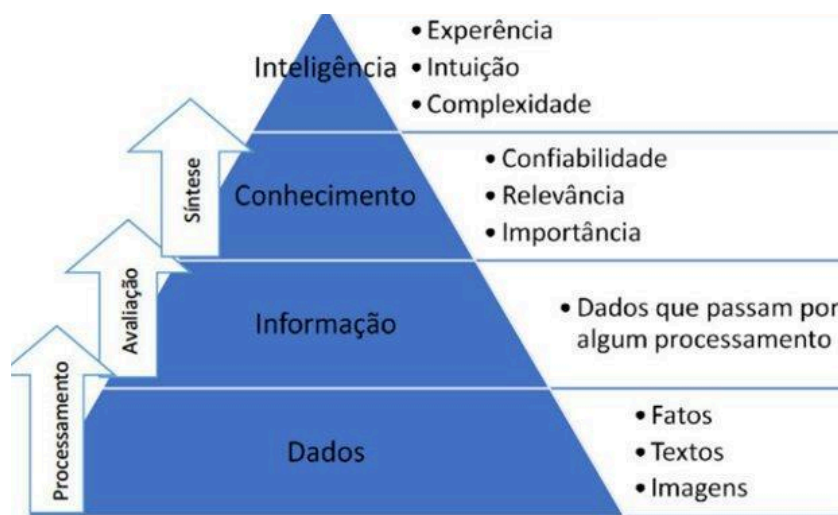 Inteligência
• Experência
• Intuição
• Complexidade
Síntese
Conhecimento
• Confiabilidade
• Relevância
• Importância
Avaliação
Informação
• Dados que passam por
algum processamento
Processamento
Dados
• Fatos
• Textos
• Imagens